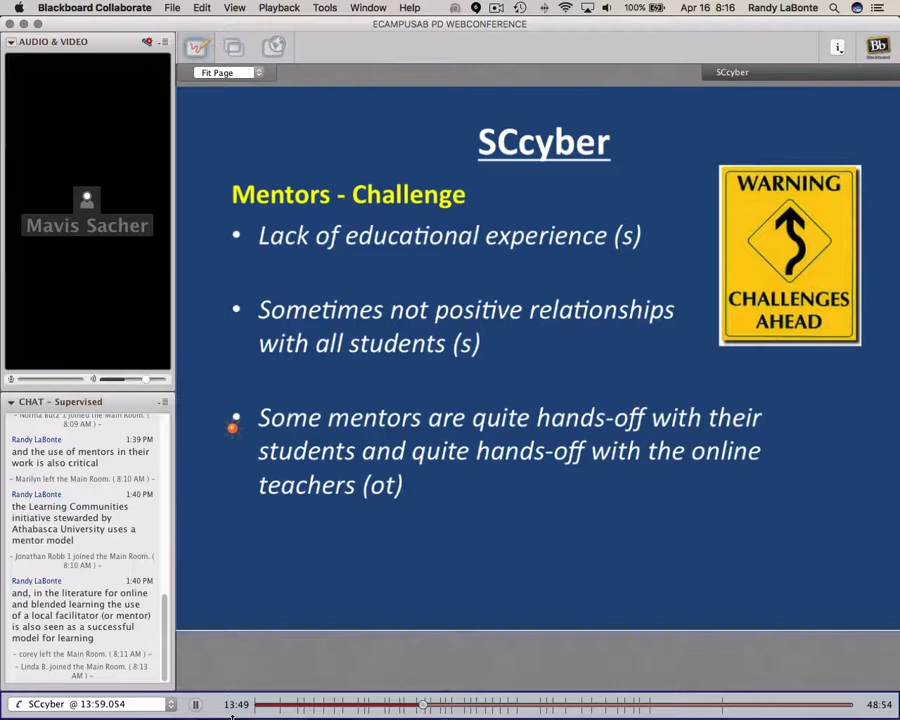 Blackboard Collaborate File Edit View Playback Tools Window Help 100% Apr 16 8:16 Randy LaBonte
ECAMPUSAB PD WEBCONFERENCE
AUDIO & VIDEO
Mavis Sacher
CHAT - Supervised
- Norma Butz 1 joined the Main Room. (
8:09 AM ) -
Randy LaBonte 1:39 PM
and the use of mentors in their
work is also critical
- Marilyn left the Main Room. ( 8:10 AM ) -
Randy LaBonte 1:40 PM
the Learning Communities
initiative stewarded by
Athabasca University uses a
mentor model
- Jonathan Robb 1 joined the Main Room. (
8:10 AM ) -
Randy LaBonte 1:40 PM
and, in the literature for online
and blended learning the use
of a local facilitator (or mentor)
is also seen as a successful
model for learning
- corey left the Main Room. ( 8:11 AM ) -
- Linda B. joined the Main Room. ( 8:13
AM ) -
Fit Page
SCcyber
i
Bb
Blackboard
SCcyber
Mentors - Challenge
• Lack of educational experience (s)
• Sometimes not positive relationships
with all students (s)
• Some mentors are quite hands-off with their
students and quite hands-off with the online
teachers (ot)
WARNING
CHALLENGES
AHEAD
SCcyber @ 13:59.054
13:49
48:54